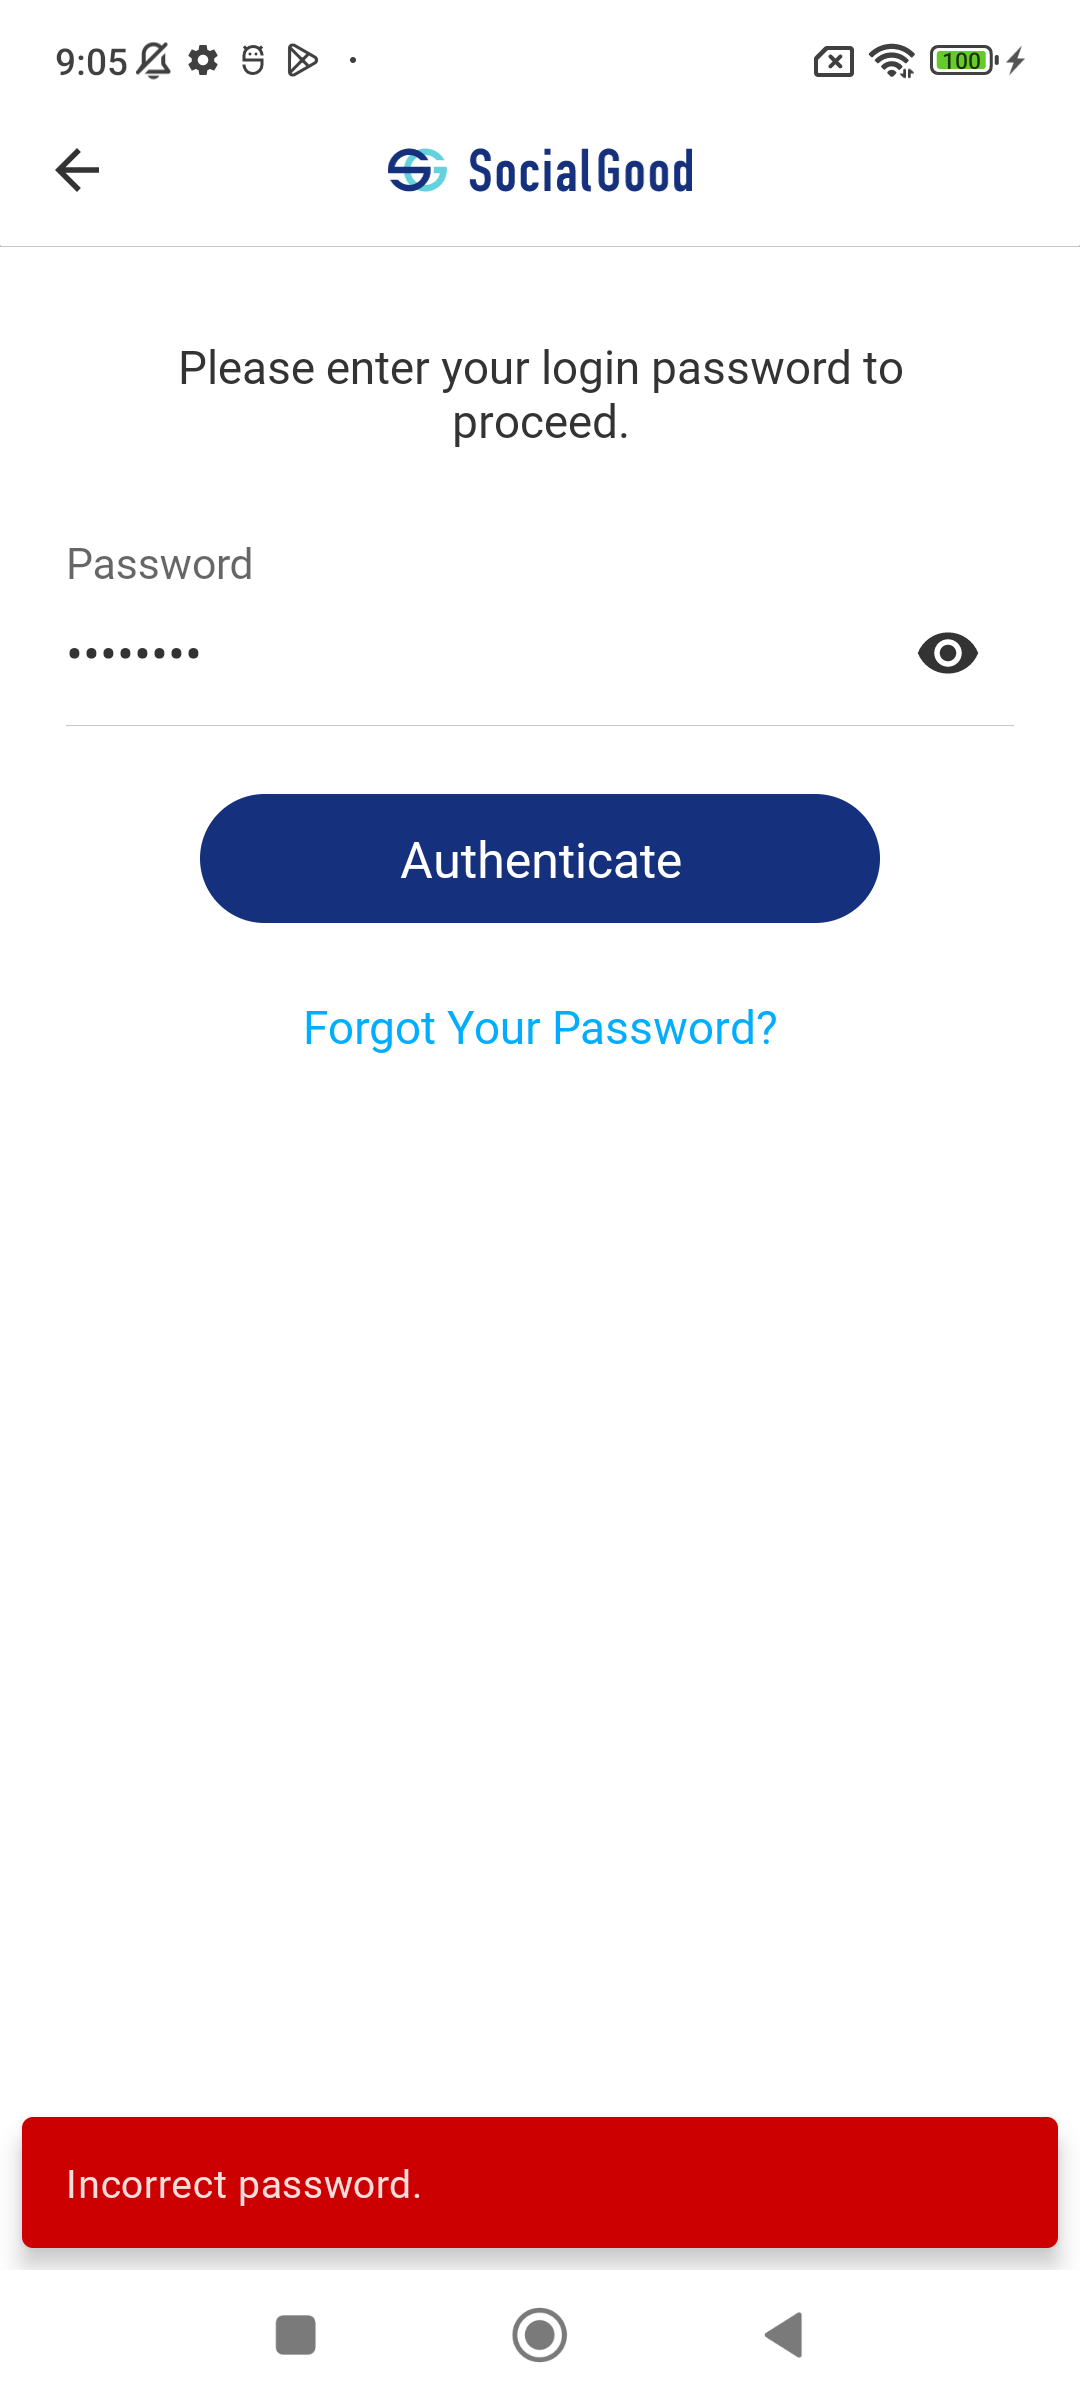 9:05
100
SocialGood
Please enter your login password to
proceed.
Password
••••••••
Authenticate
Forgot Your Password?
Incorrect password.